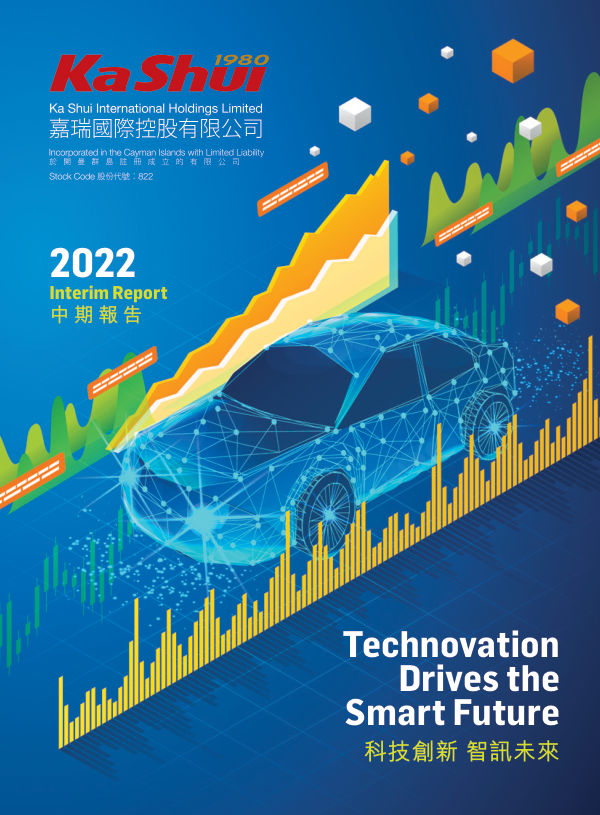 1980
Ka Shui
Ka Shui International Holdings Limited
嘉瑞國際控股有限公司
Incorporated in the Cayman Islands with Limited Liability
於開曼群島註冊成立的有限公司
Stock Code 股份代號：822
2022
Interim Report
中期報告
Technovation
Drives the
Smart Future
科技創新 智訊未來